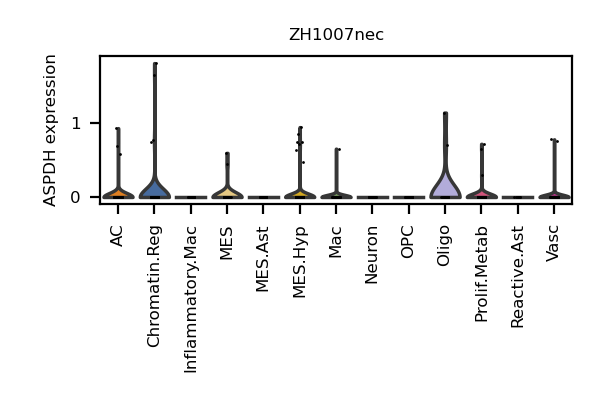 ZH1007nec
ASPDH expression
1
0
AC
Chromatin.Reg
Inflammatory.Mac
MES
MES.Ast
MES.Hyp
Mac
Neuron
OPC
Oligo
Prolif.Metab
Reactive.Ast
Vasc